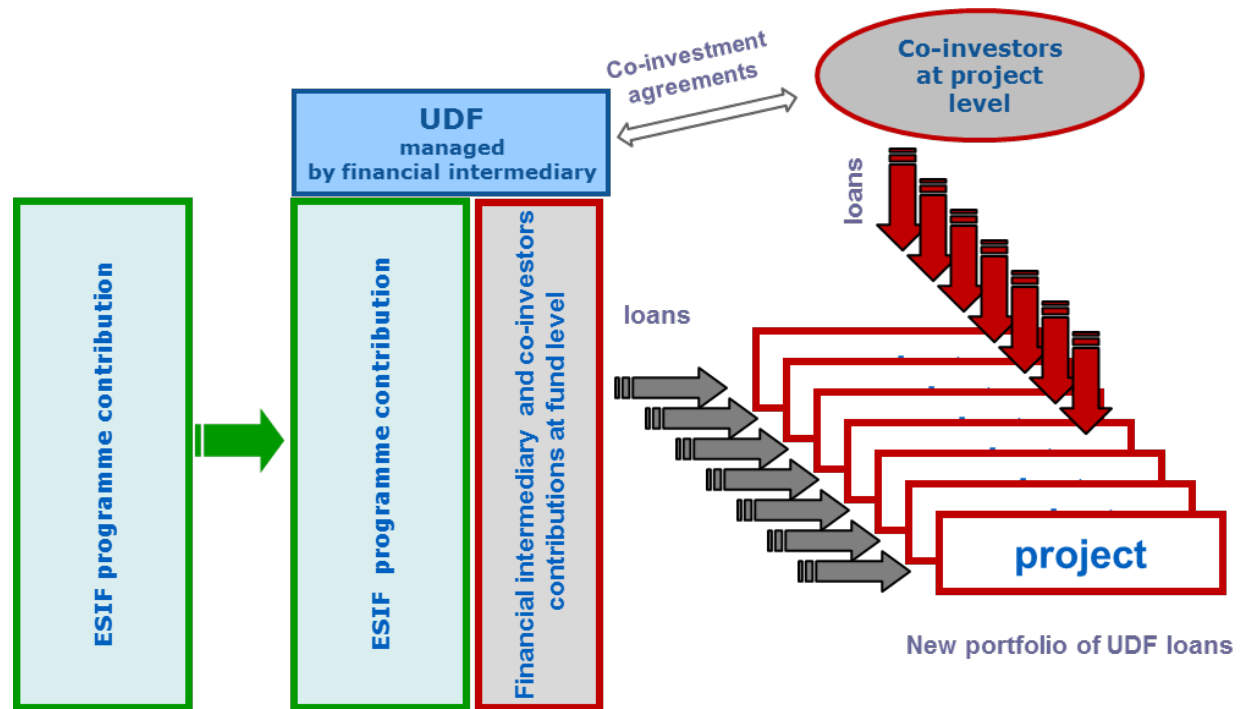 Co-investment
agreements
Co-investors
at project
level
UDF
managed
by financial intermediary
ESIF programme contribution
ESIF programme contribution
Financial intermediary and co-investors
contributions at fund level
loans
loans
project
New portfolio of UDF loans